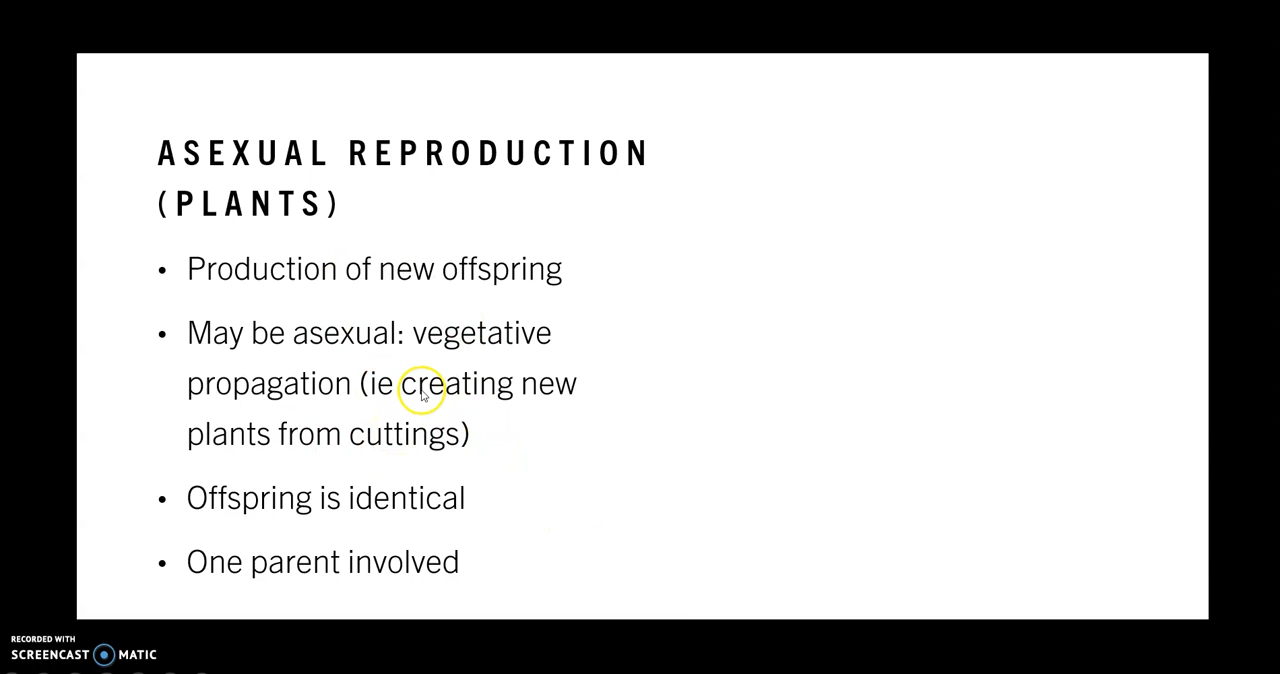 ASEXUAL REPRODUCTION
(PLANTS)
• Production of new offspring
• May be asexual: vegetative
propagation (ie creating new
plants from cuttings)
• Offspring is identical
• One parent involved
RECORDED WITH
SCREENCAST MATIC